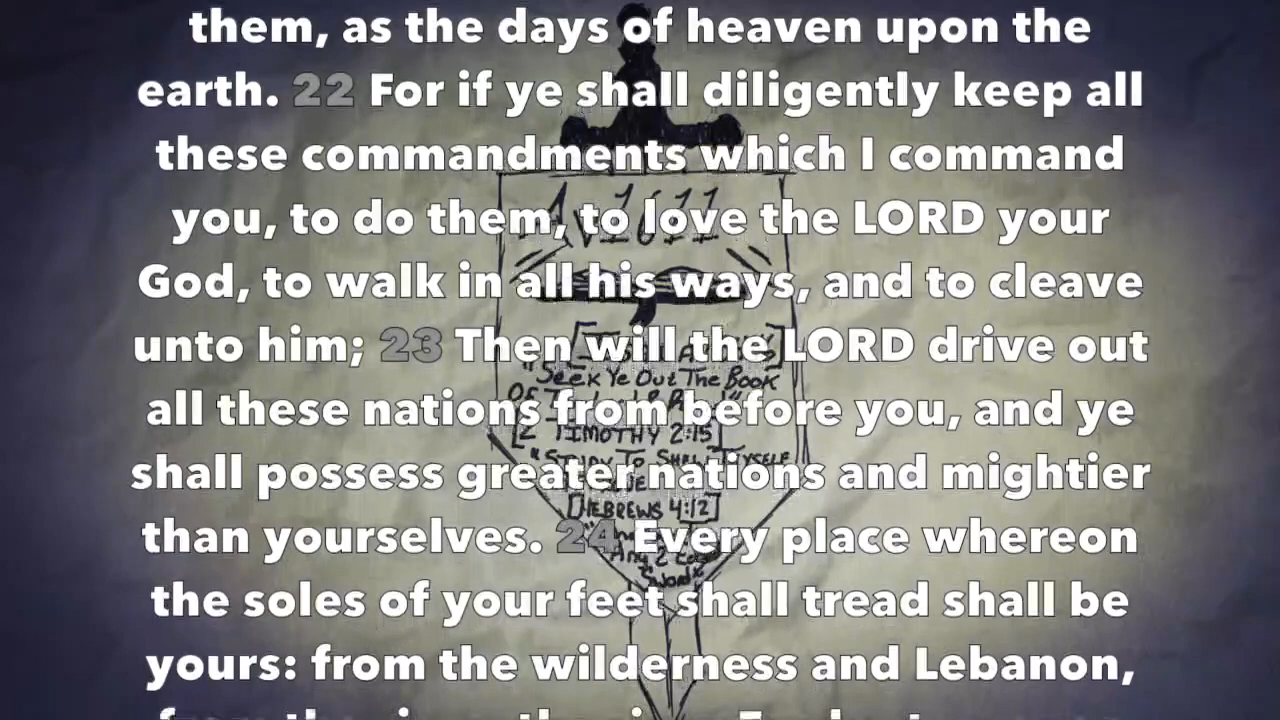 them, as the days of heaven upon the
earth. 22 For if ye shall diligently keep all
these commandments which I command
you, to do them, to love the LORD your
God, to walk in all his ways, and to cleave
unto him; 23 Then will the LORD drive out
all these nations from before you, and ye
shall possess greater nations and mightier
than yourselves. 24 Every place whereon
the soles of your feet shall tread shall be
yours: from the wilderness and Lebanon,
AV1611
"Seek Ye Out The Book
[2 TIMOTHY 2:15]
"STUDY TO SHEW THYSELF
[HEBREWS 4:12]
Any 2 Edged
Sword"